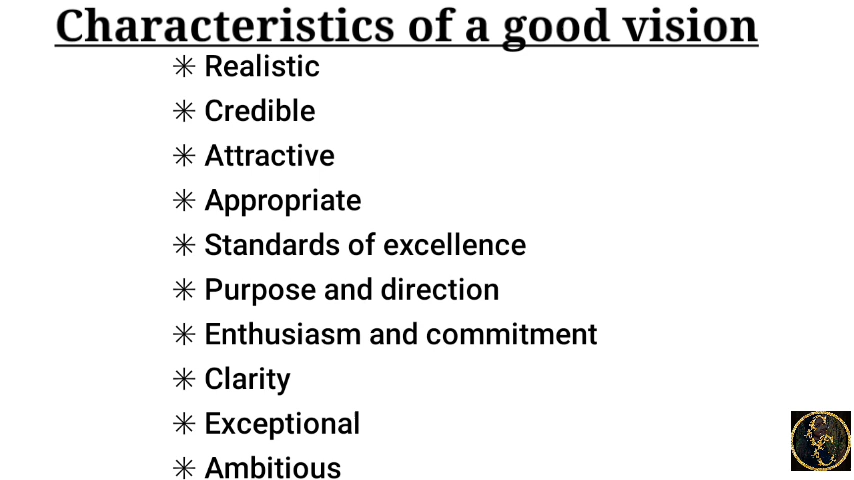 Characteristics of a good vision
✳ Realistic
✳ Credible
✳ Attractive
✳ Appropriate
✳ Standards of excellence
✳ Purpose and direction
✳ Enthusiasm and commitment
✳ Clarity
✳ Exceptional
✳ Ambitious